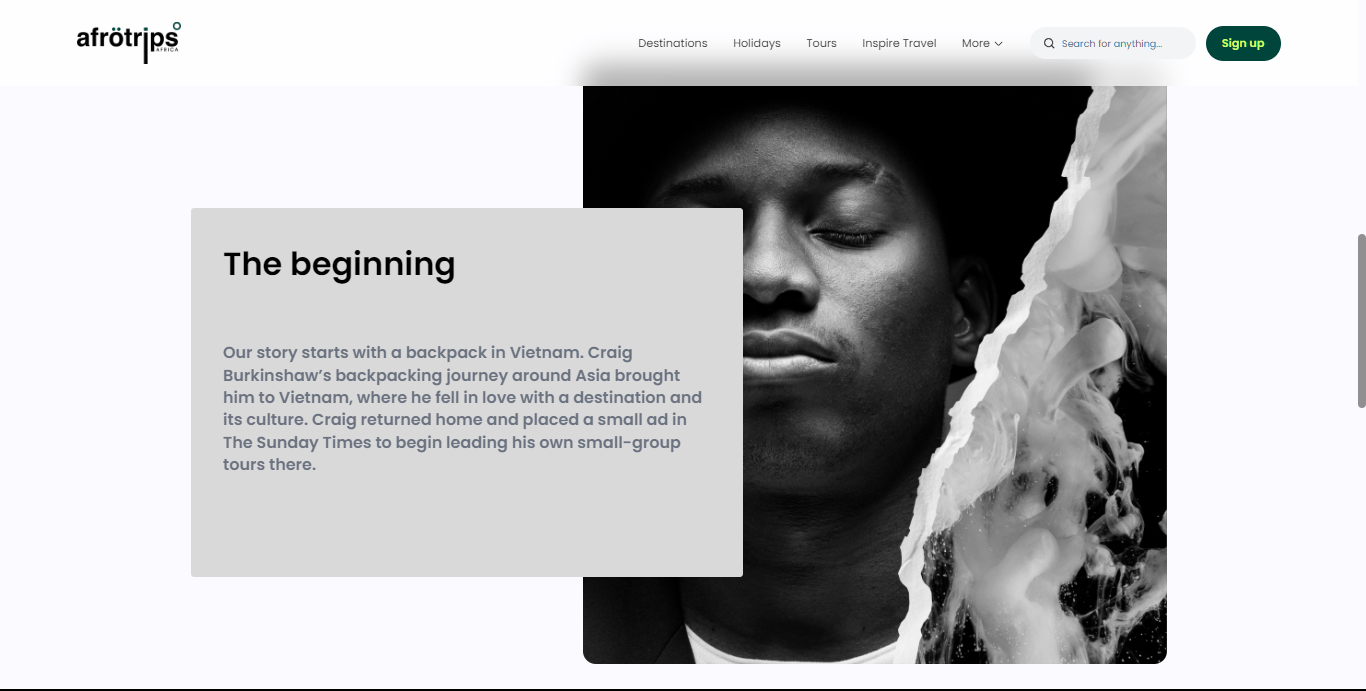 afrötrips
AFRICA
Destinations Holidays Tours Inspire Travel More Search for anything... Sign up
The beginning
Our story starts with a backpack in Vietnam. Craig
Burkinshaw’s backpacking journey around Asia brought
him to Vietnam, where he fell in love with a destination and
its culture. Craig returned home and placed a small ad in
The Sunday Times to begin leading his own small-group
tours there.